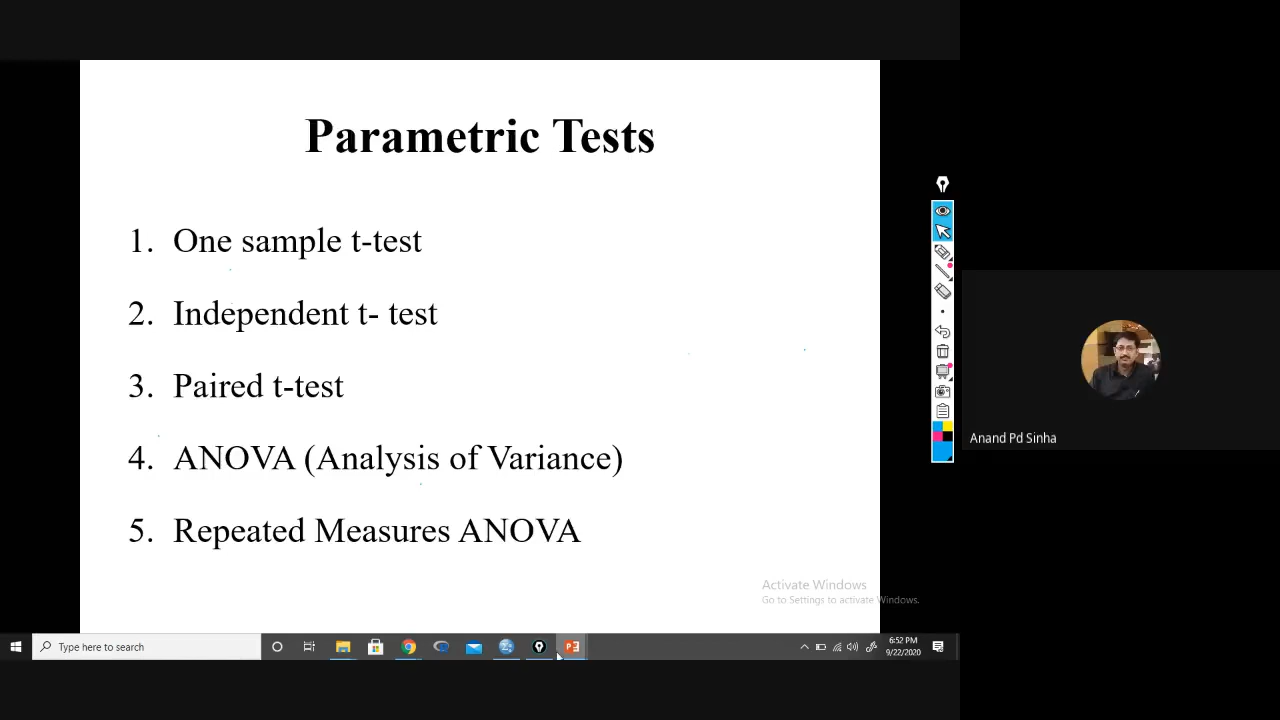 Parametric Tests
1. One sample t-test
2. Independent t- test
3. Paired t-test
4. ANOVA (Analysis of Variance)
5. Repeated Measures ANOVA
Anand Pd Sinha
Activate Windows
Go to Settings to activate Windows.
Type here to search
6:52 PM
9/22/2020